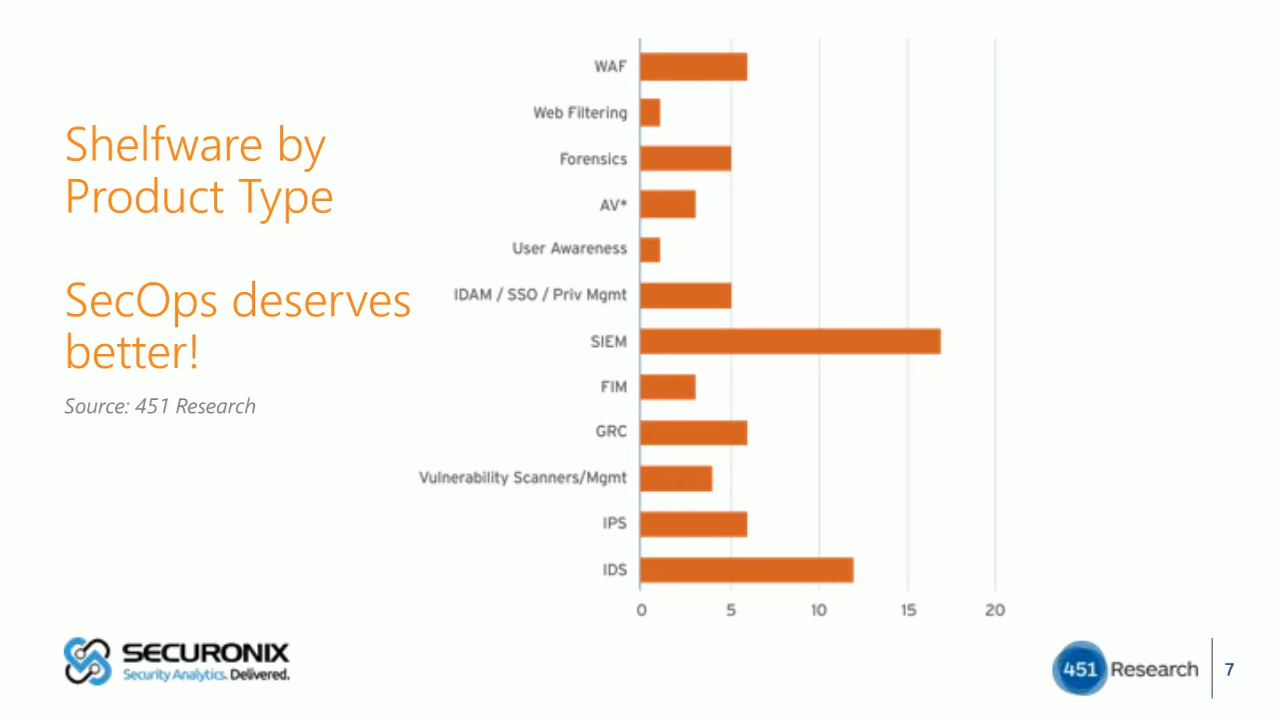 Shelfware by
Product Type
SecOps deserves
better!
Source: 451 Research
WAF
Web Filtering
Forensics
AV*
User Awareness
IDAM / SSO / Priv Mgmt
SIEM
FIM
GRC
Vulnerability Scanners/Mgmt
IPS
IDS
0 5 10 15 20
SECURONIX
Security Analytics. Delivered.
451 Research
7